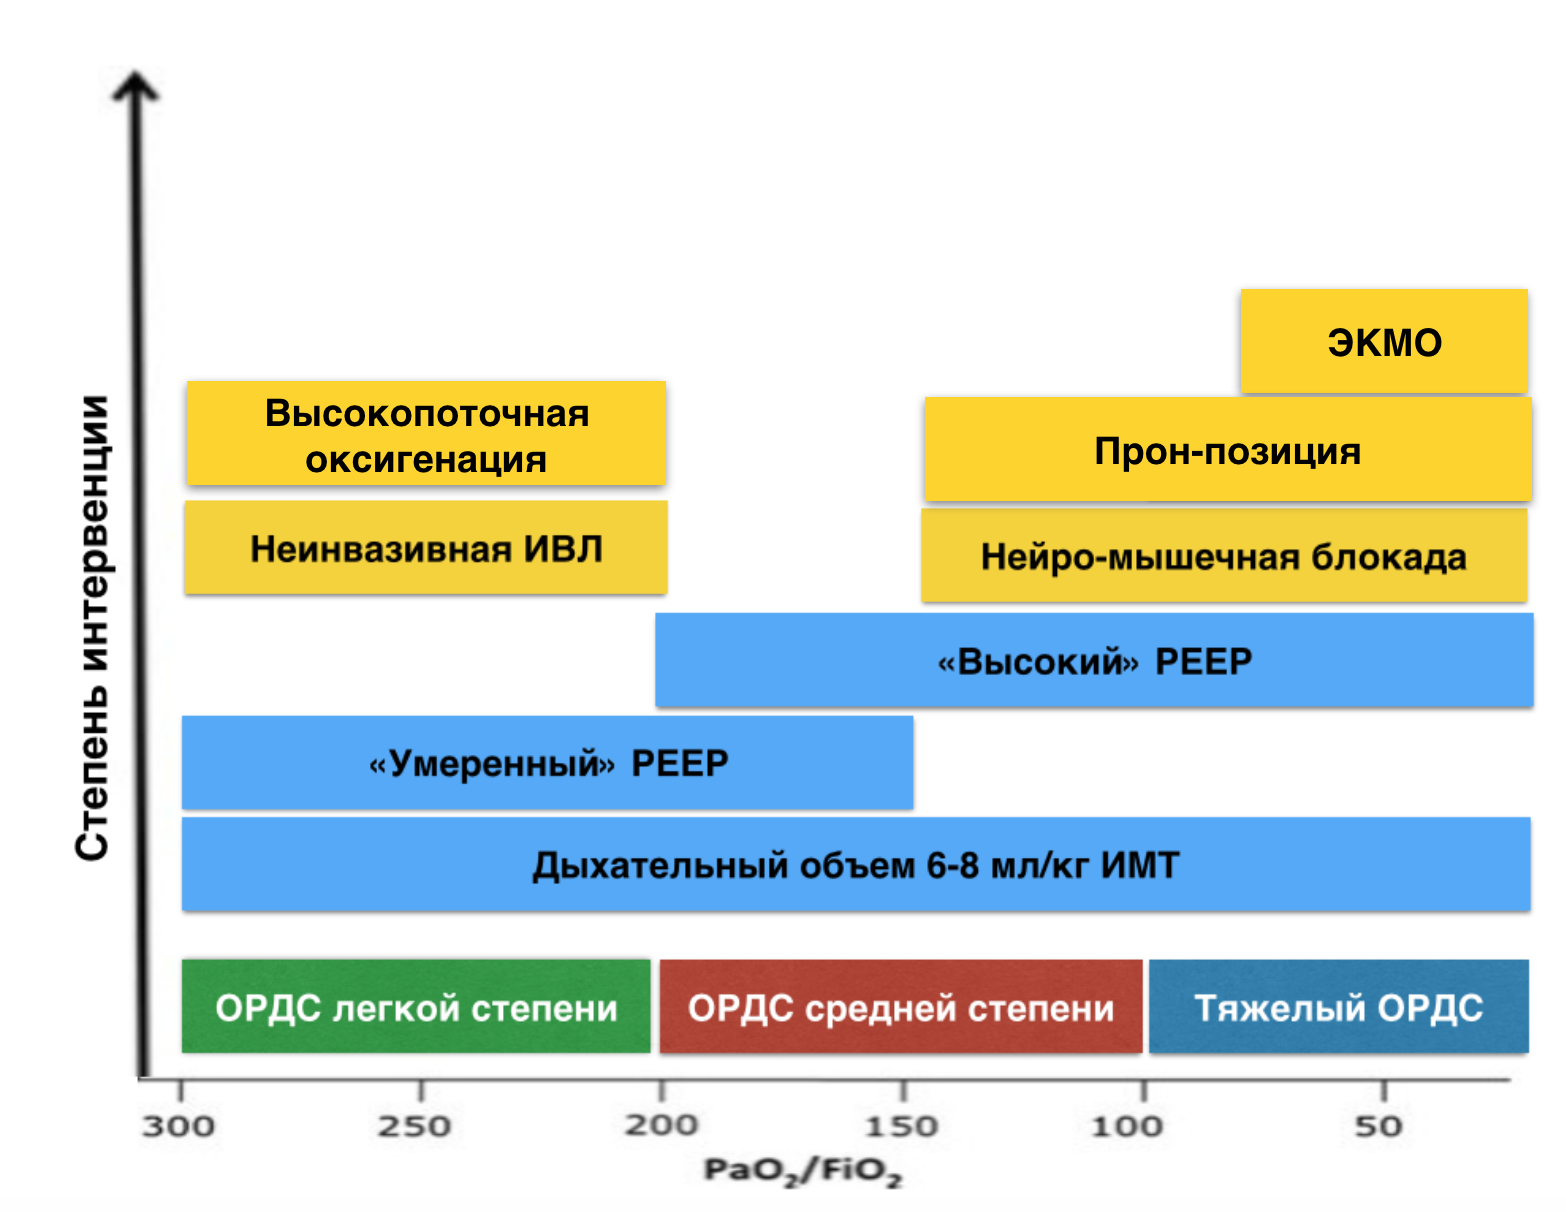 Степень интервенции
ЭКМО
Высокопоточная
оксигенация
Прон-позиция
Неинвазивная ИВЛ
Нейро-мышечная блокада
«Высокий» PEEP
«Умеренный» PEEP
Дыхательный объем 6-8 мл/кг ИМТ
ОРДС легкой степени
ОРДС средней степени
Тяжелый ОРДС
300 250 200 150 100 50
PaO₂/FiO₂